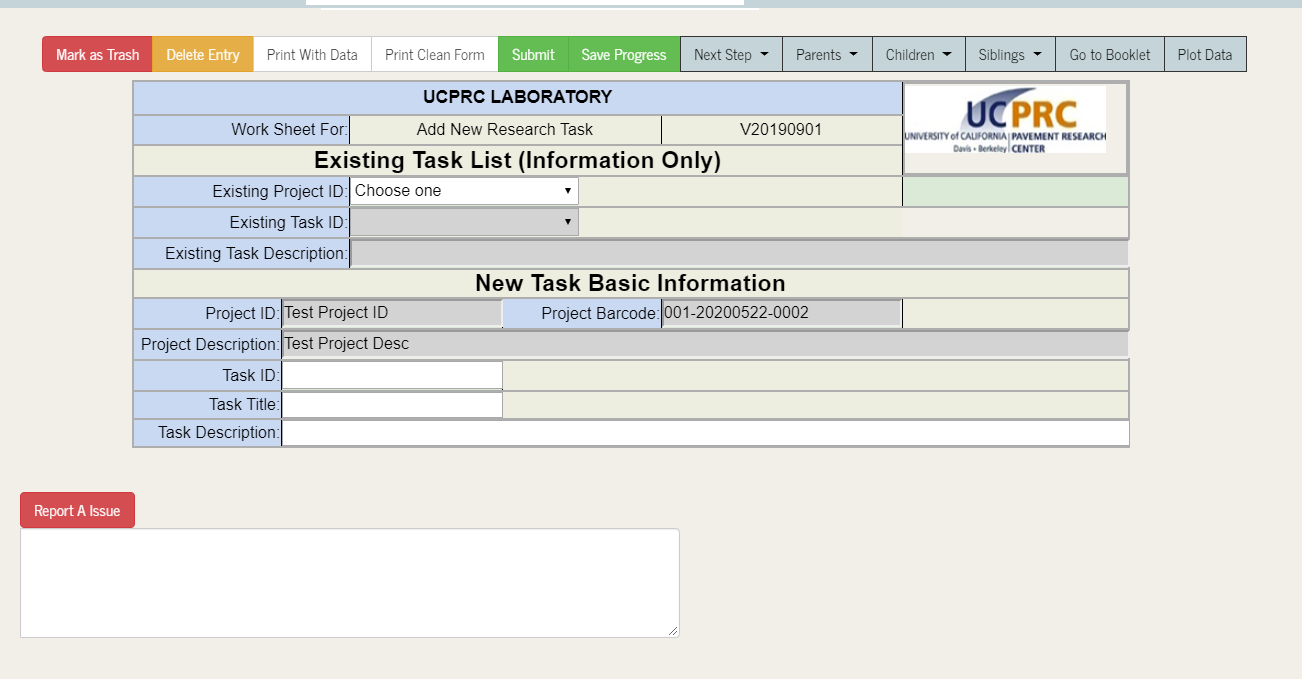 Mark as Trash Delete Entry Print With Data Print Clean Form Submit Save Progress Next Step Parents Children Siblings Go to Booklet Plot Data
UCPRC LABORATORY
UCPRC
UNIVERSITY of CALIFORNIA PAVEMENT RESEARCH
Davis • Berkeley CENTER
Work Sheet For: Add New Research Task V20190901
Existing Task List (Information Only)
Existing Project ID: Choose one
Existing Task ID:
Existing Task Description:
New Task Basic Information
Project ID: Test Project ID Project Barcode: 001-20200522-0002
Project Description: Test Project Desc
Task ID:
Task Title:
Task Description:
Report A Issue